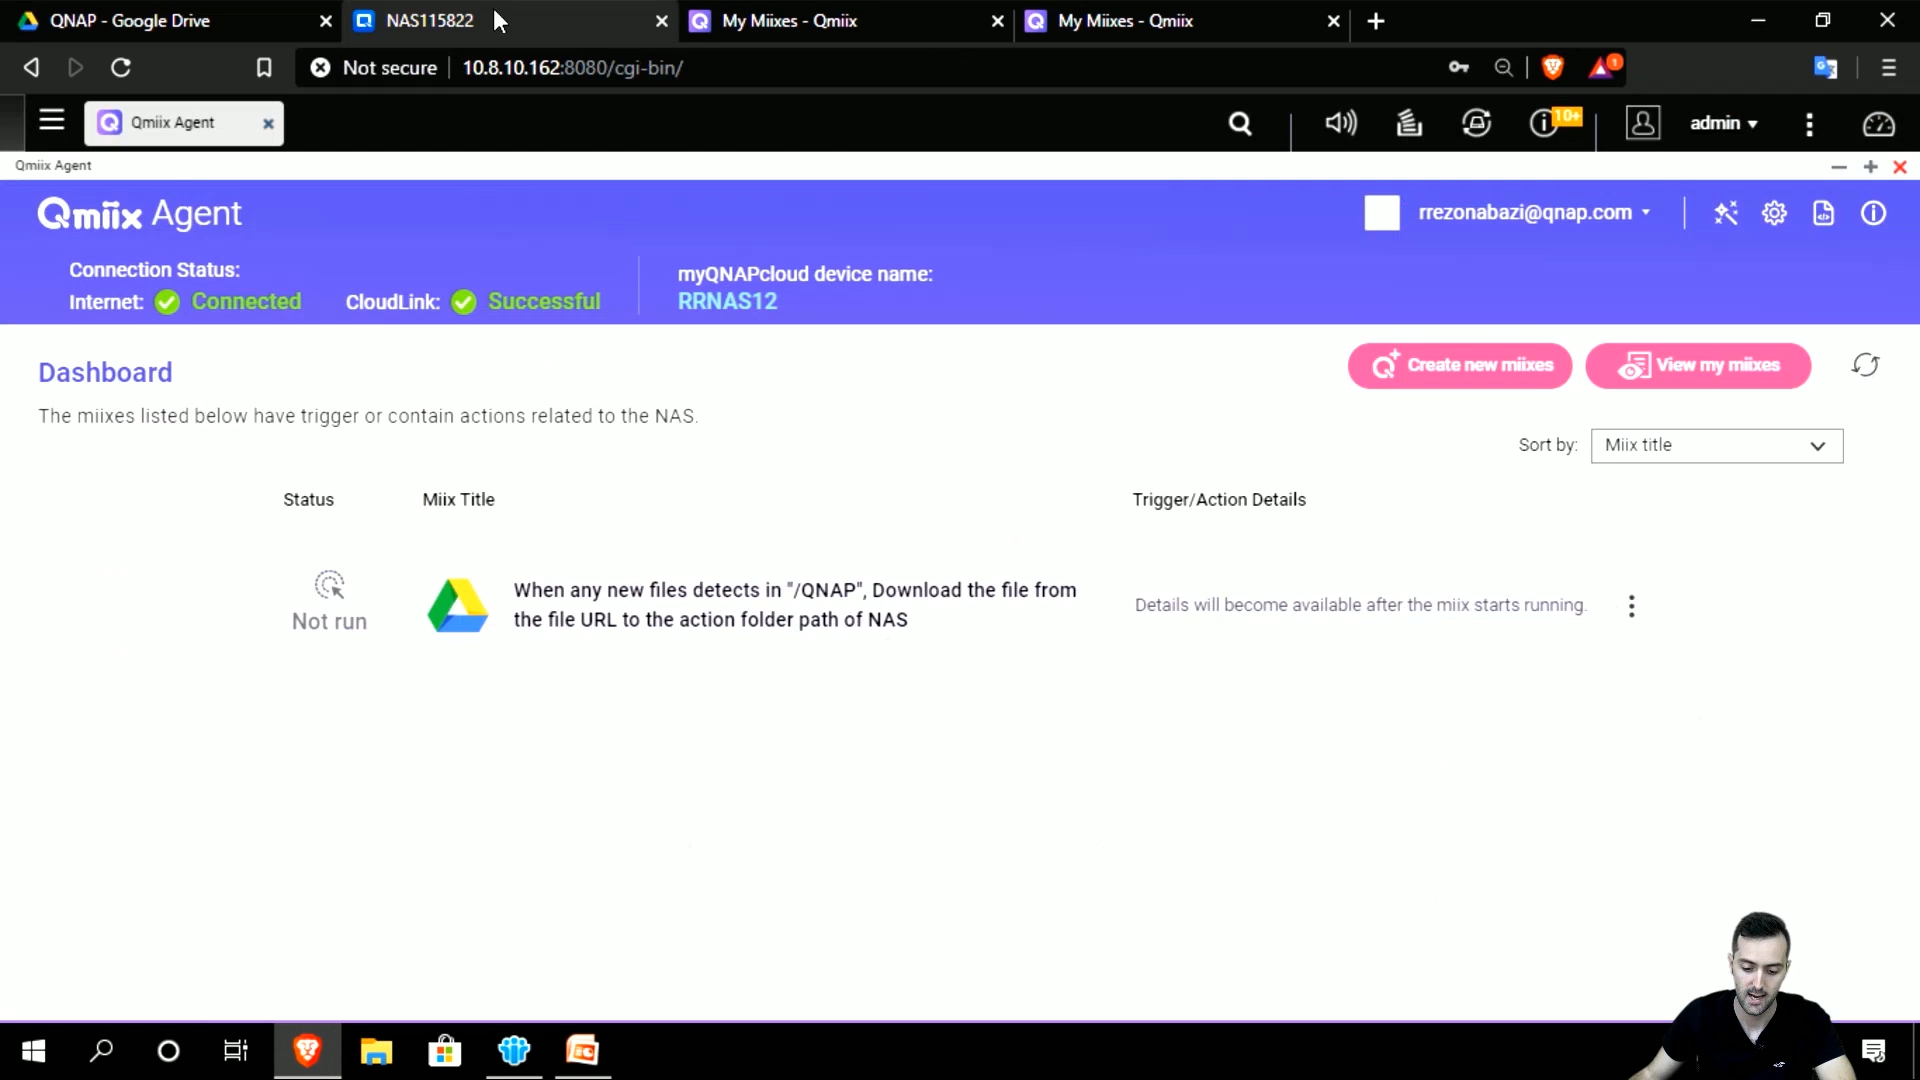 QNAP - Google Drive
NAS115822
My Miixes - Qmiix
My Miixes - Qmiix
Not secure
10.8.10.162:8080/cgi-bin/
1
Qmiix Agent
10+
admin
Qmiix Agent
Qmiix Agent
rrezonabazi@qnap.com
Connection Status:
Internet: Connected
CloudLink: Successful
myQNAPcloud device name:
RRNAS12
Dashboard
Create new miixes
View my miixes
The miixes listed below have trigger or contain actions related to the NAS.
Sort by:
Miix title
Status
Miix Title
Trigger/Action Details
Not run
When any new files detects in "/QNAP", Download the file from
the file URL to the action folder path of NAS
Details will become available after the miix starts running.